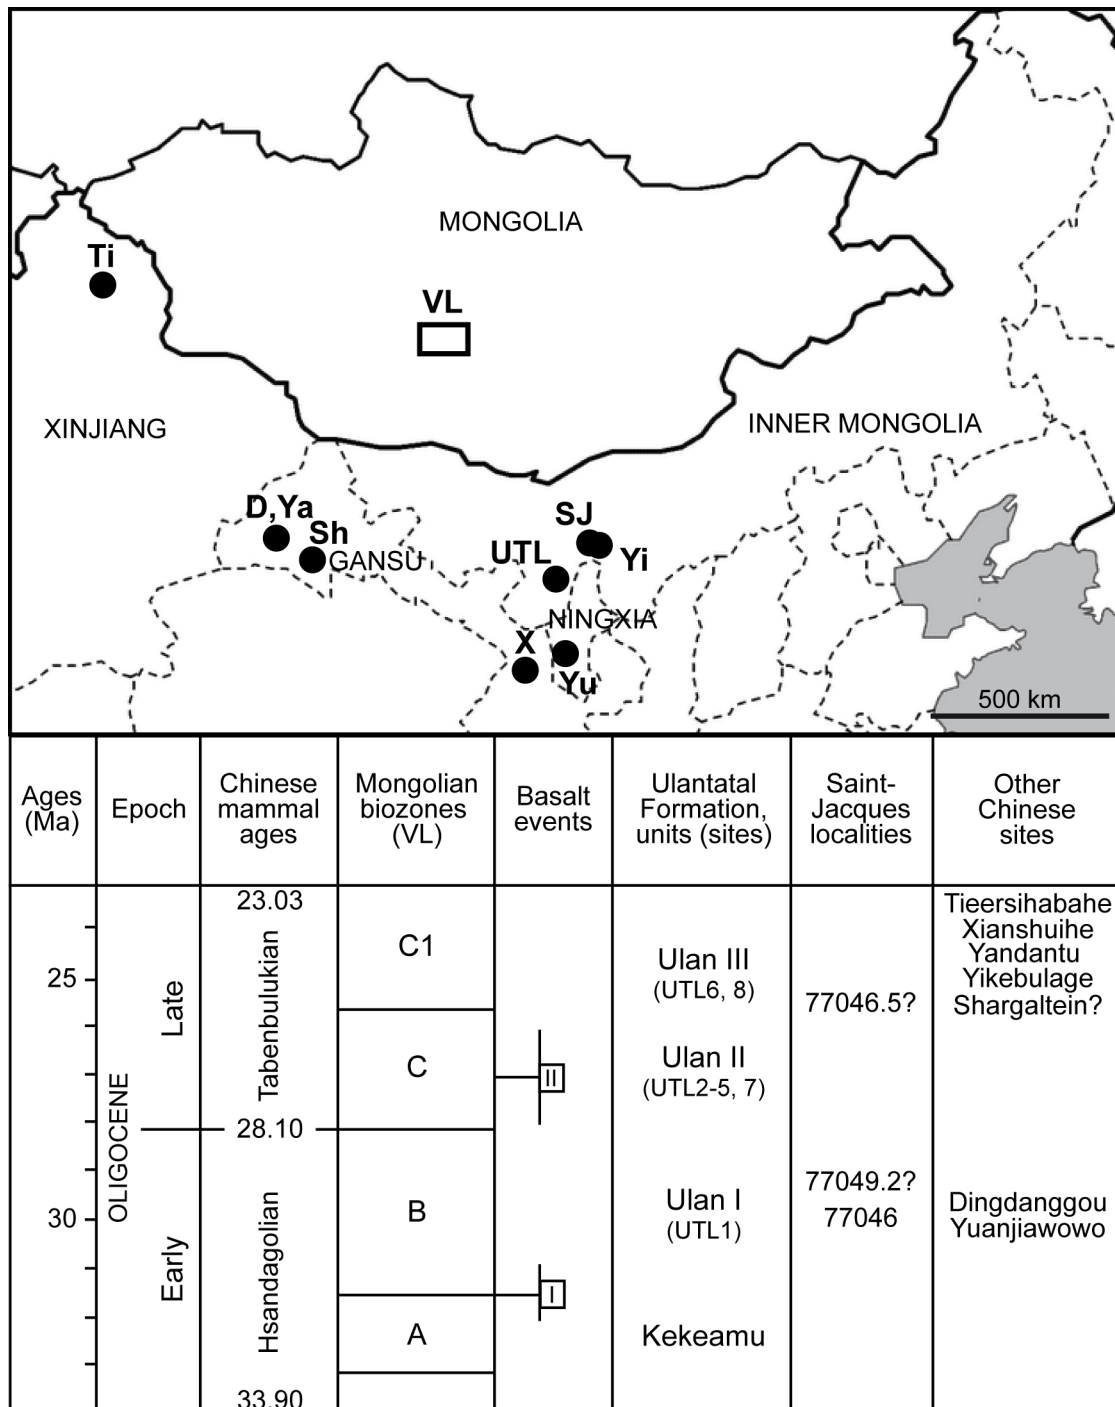 MONGOLIA
Ti
VL
XINJIANG
INNER MONGOLIA
D,Ya
Sh
GANSU
SJ
UTL
Yi
NINGXIA
X
Yu
500 km
Ages
(Ma)
Epoch
Chinese
mammal
ages
Mongolian
biozones
(VL)
Basalt
events
Ulantatal
Formation,
units (sites)
Saint-
Jacques
localities
Other
Chinese
sites
25
30
OLIGOCENE
Late
Early
23.03
Tabenbulukian
28.10
Hsandagolian
33.90
C1
C
B
A
II
I
Ulan III
(UTL6, 8)
Ulan II
(UTL2-5, 7)
Ulan I
(UTL1)
Kekeamu
77046.5?
77049.2?
77046
Tieersihabahe
Xianshuihe
Yandantu
Yikebulage
Shargaltein?
Dingdanggou
Yuanjiawowo